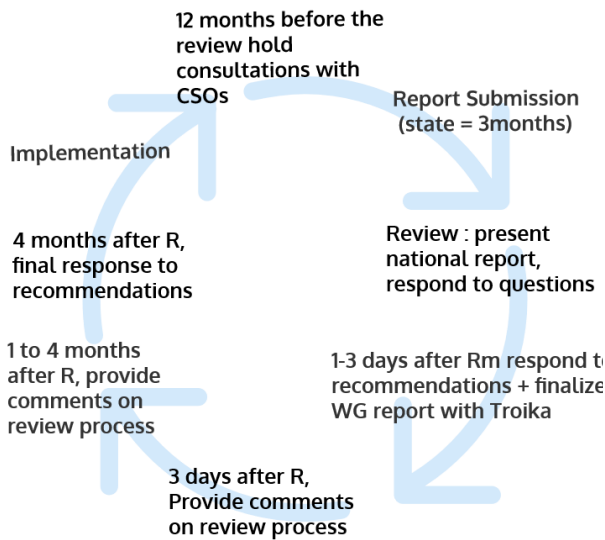 12 months before the
review hold
consultations with
CSOs
Report Submission
(state = 3months)
Review : present
national report,
respond to questions
1-3 days after Rm respond to
recommendations + finalize
WG report with Troika
3 days after R,
Provide comments
on review process
1 to 4 months
after R, provide
comments on
review process
4 months after R,
final response to
recommendations
Implementation